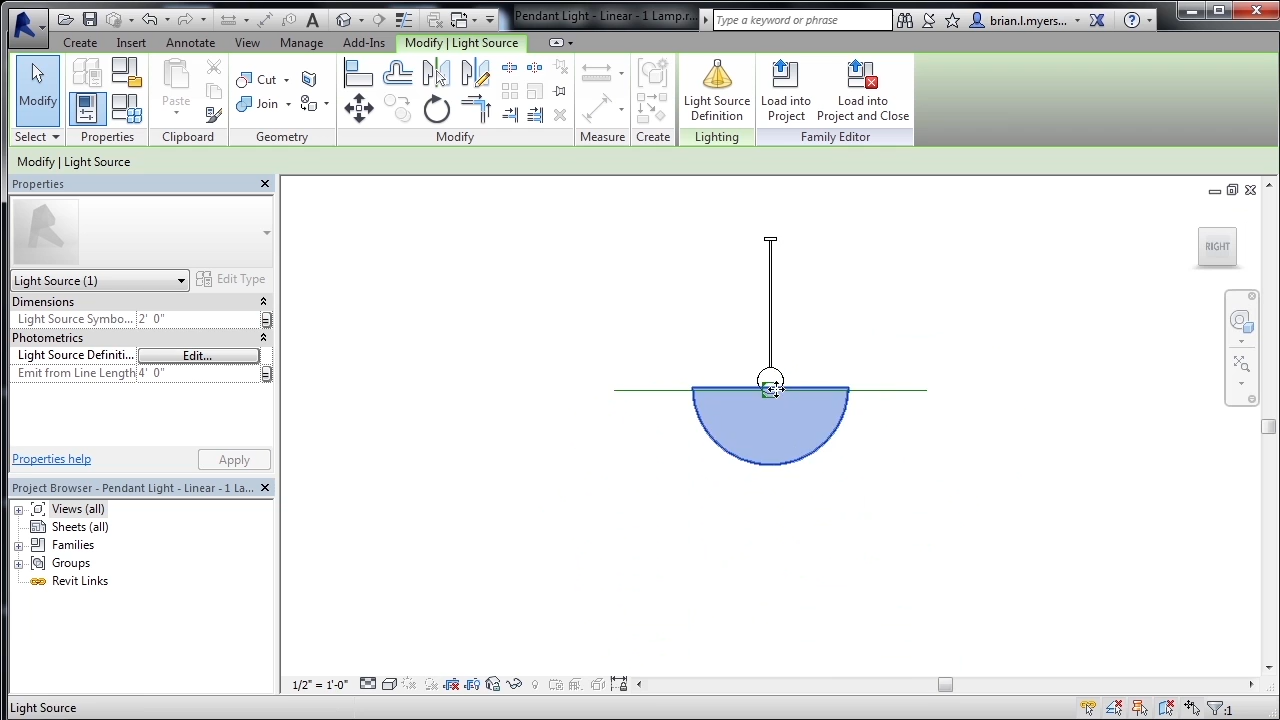 Pendant Light - Linear - 1 Lamp.r...
Type a keyword or phrase
brian.l.myers...
Create Insert Annotate View Manage Add-Ins Modify | Light Source
Modify
Paste
Cut
Join
Light Source Definition
Load into Project
Load into Project and Close
Select Properties Clipboard Geometry Modify Measure Create Lighting Family Editor
Modify | Light Source
Properties
Light Source (1) Edit Type
Dimensions
Light Source Symbo... 2' 0"
Photometrics
Light Source Definiti... Edit...
Emit from Line Length 4' 0"
Properties help Apply
Project Browser - Pendant Light - Linear - 1 La...
Views (all)
Sheets (all)
Families
Groups
Revit Links
RIGHT
1/2" = 1'-0"
Light Source
:1